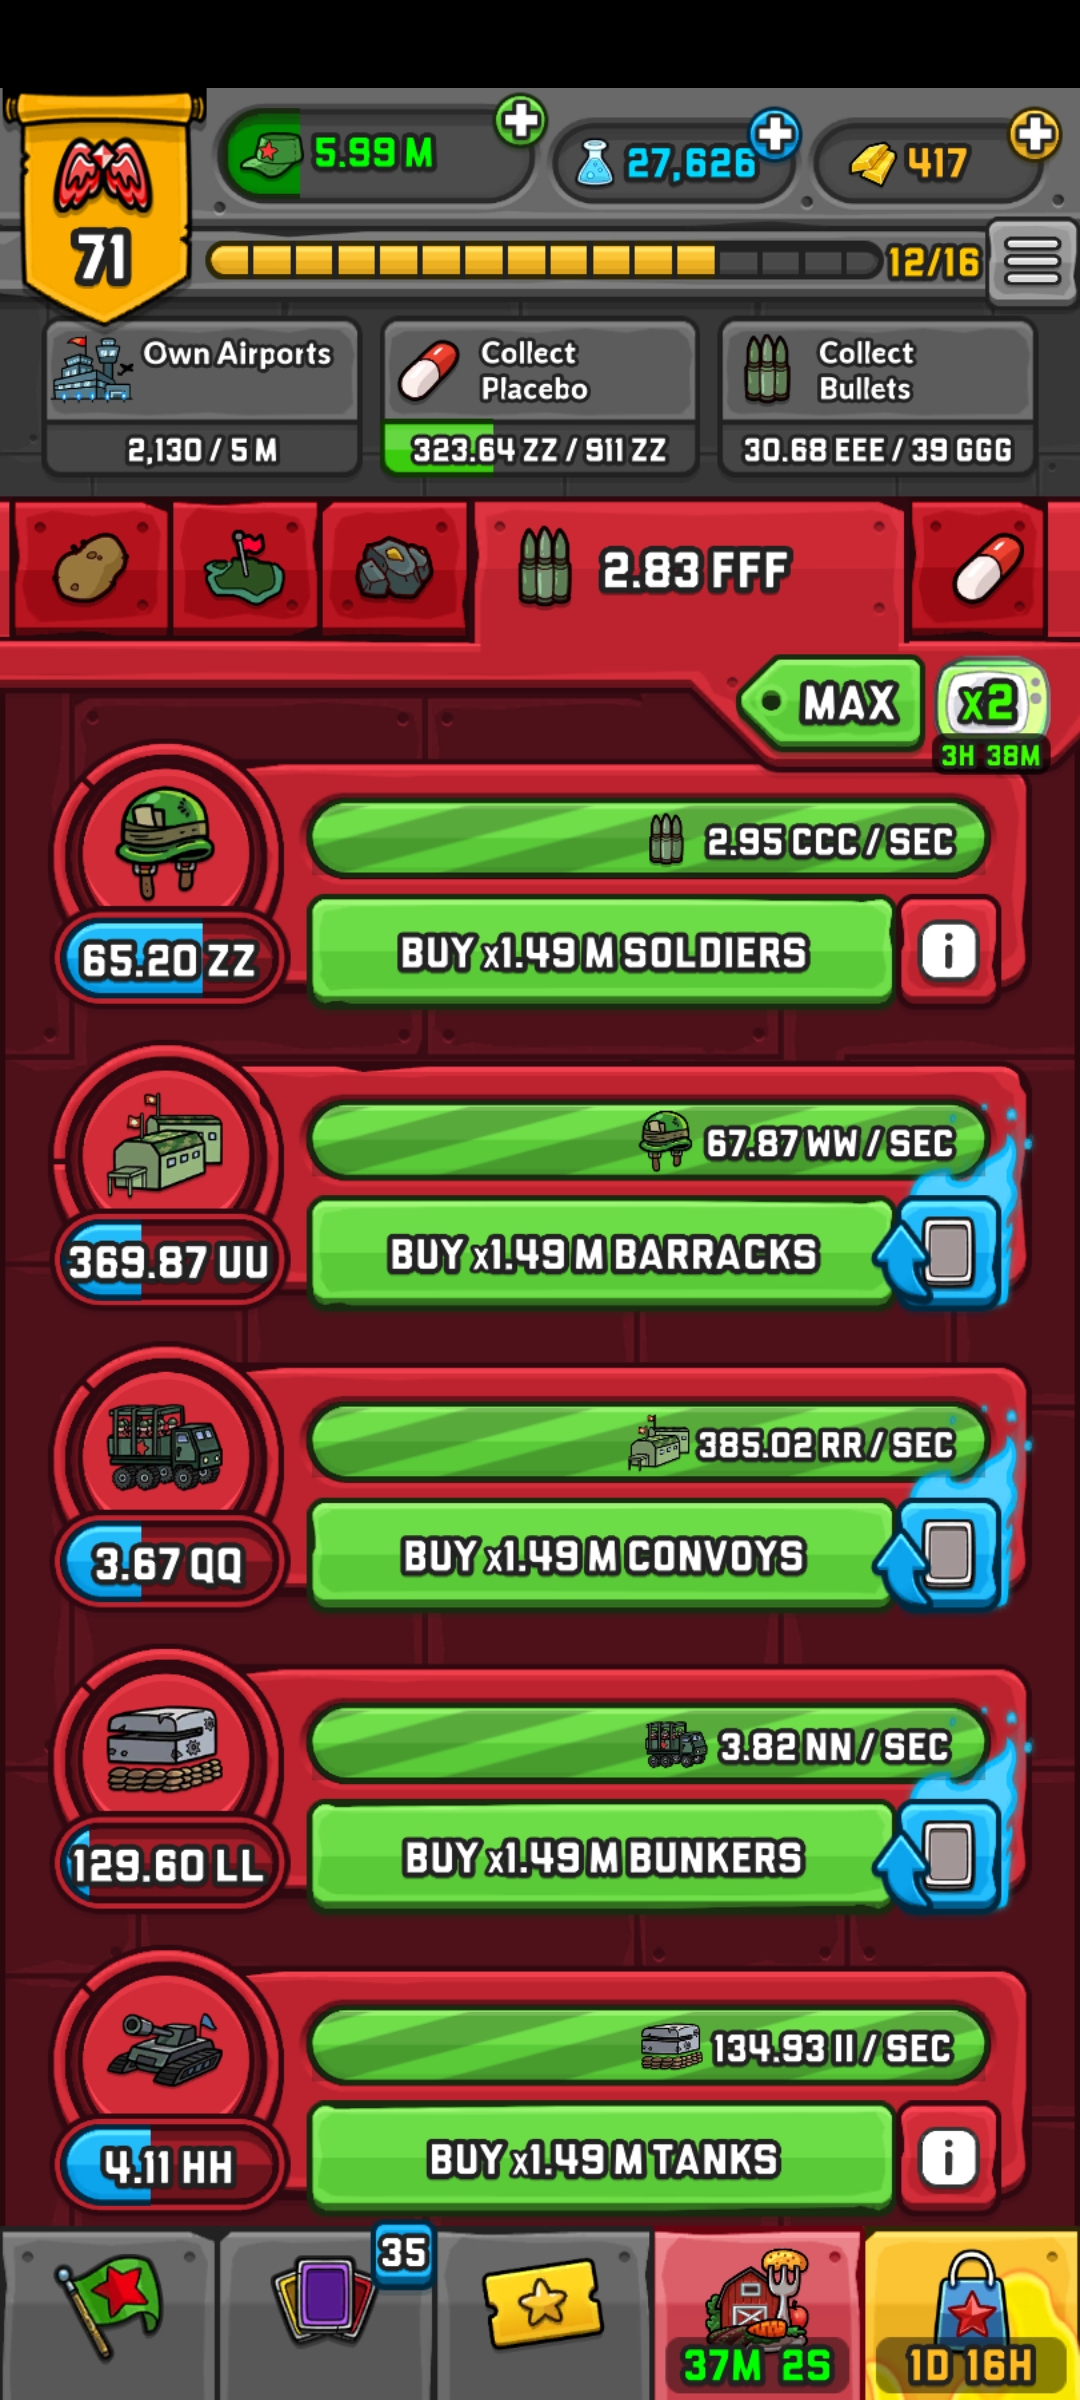 5.99 M
27,626
417
71
12/16
Own Airports
2,130 / 5 M
Collect
Placebo
323.64 ZZ / 911 ZZ
Collect
Bullets
30.68 EEE / 39 GGG
2.83 FFF
MAX
x2
3H 38M
2.95 CCC / SEC
65.20 ZZ
BUY x1.49 M SOLDIERS
i
67.87 WW / SEC
369.87 UU
BUY x1.49 M BARRACKS
385.02 RR / SEC
3.67 QQ
BUY x1.49 M CONVOYS
3.82 NN / SEC
129.60 LL
BUY x1.49 M BUNKERS
134.93 II / SEC
4.11 HH
BUY x1.49 M TANKS
i
35
37M 2S
1D 16H